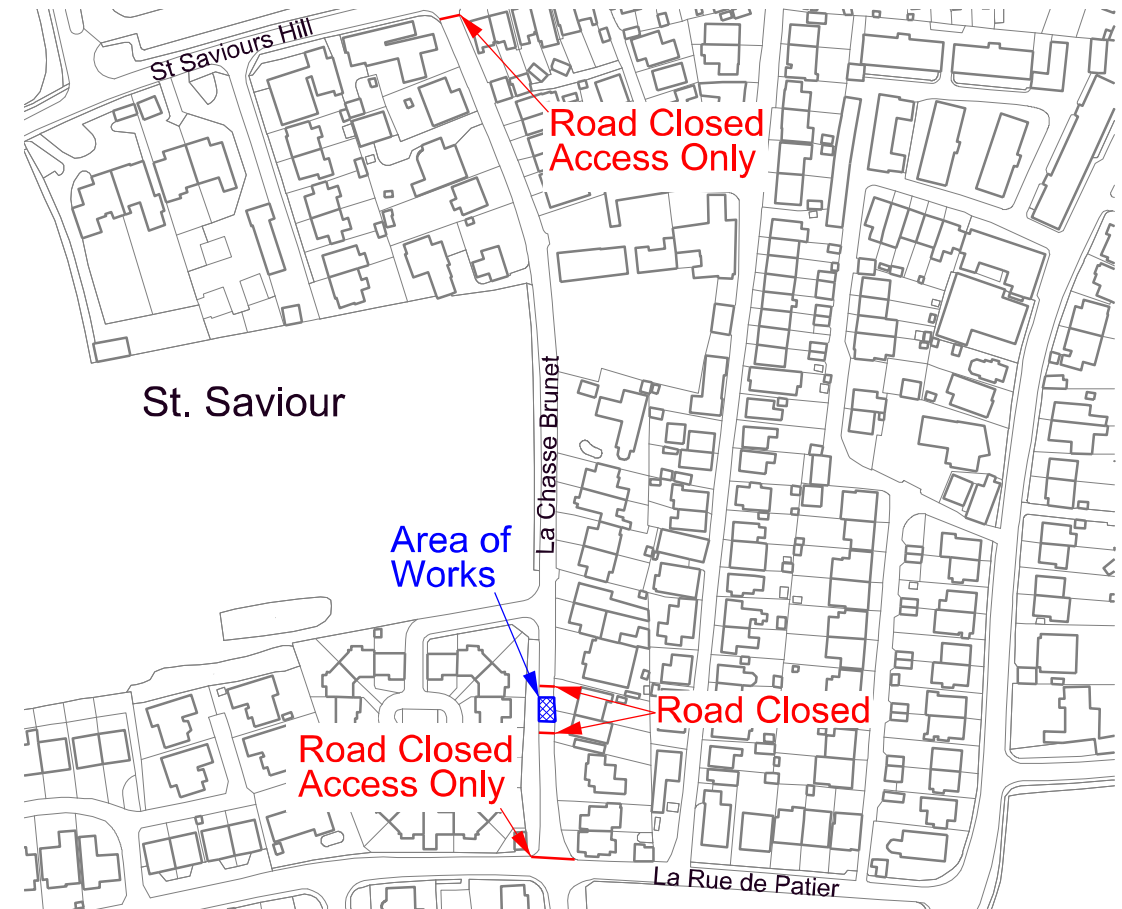 St Saviours Hill
Road Closed
Access Only
St. Saviour
La Chasse Brunet
Area of
Works
Road Closed
Road Closed
Access Only
La Rue de Patier